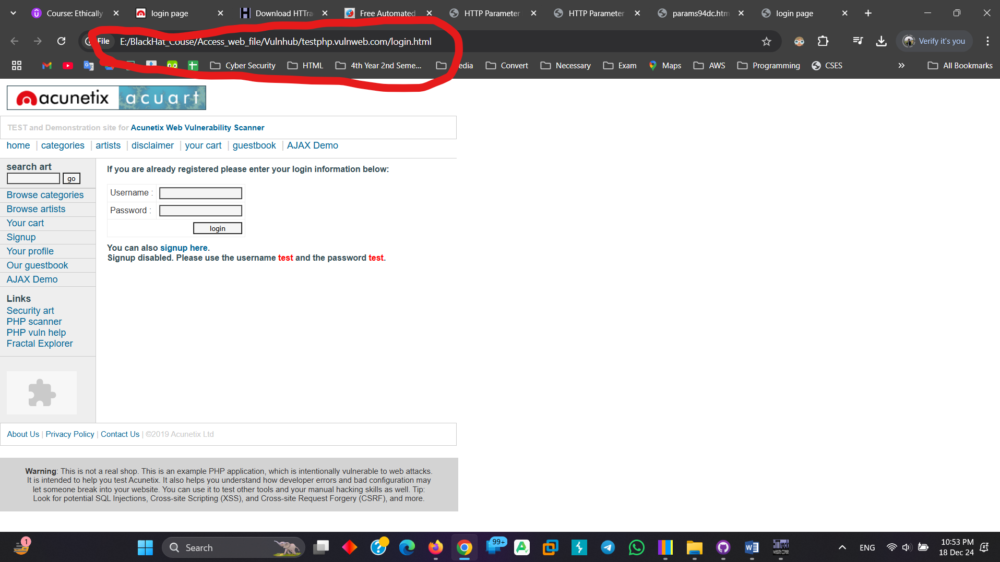 Course: Ethically
login page
Download HTTra
Free Automated
HTTP Parameter
HTTP Parameter
params94dc.htm
login page
File
E:/BlackHat_Couse/Access_web_file/Vulnhub/testphp.vulnweb.com/login.html
Verify it's you
Cyber Security
HTML
4th Year 2nd Seme...
edia
Convert
Necessary
Exam
Maps
AWS
Programming
CSES
All Bookmarks
acunetix acuart
TEST and Demonstration site for Acunetix Web Vulnerability Scanner
home | categories | artists | disclaimer | your cart | guestbook | AJAX Demo
search art
go
Browse categories
Browse artists
Your cart
Signup
Your profile
Our guestbook
AJAX Demo
Links
Security art
PHP scanner
PHP vuln help
Fractal Explorer
If you are already registered please enter your login information below:
Username :
Password :
login
You can also signup here.
Signup disabled. Please use the username test and the password test.
About Us | Privacy Policy | Contact Us | ©2019 Acunetix Ltd
Warning: This is not a real shop. This is an example PHP application, which is intentionally vulnerable to web attacks.
It is intended to help you test Acunetix. It also helps you understand how developer errors and bad configuration may
let someone break into your website. You can use it to test other tools and your manual hacking skills as well. Tip:
Look for potential SQL Injections, Cross-site Scripting (XSS), and Cross-site Request Forgery (CSRF), and more.
1
Search
99+
ENG
10:53 PM
18 Dec 24